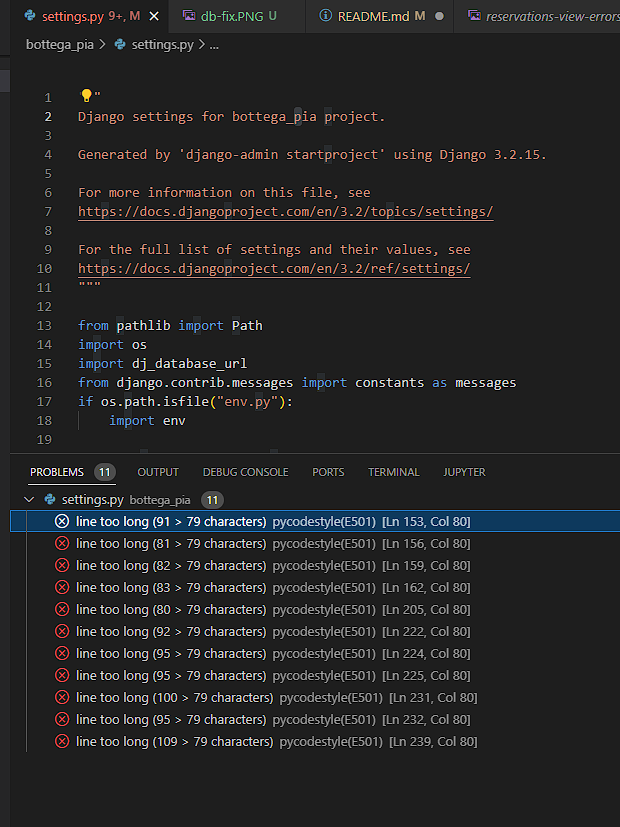 settings.py 9+, M
db-fix.PNG U
README.md M
reservations-view-errors
bottega_pia > settings.py > ...
1 "
2 Django settings for bottega_pia project.
3
4 Generated by 'django-admin startproject' using Django 3.2.15.
5
6 For more information on this file, see
7 https://docs.djangoproject.com/en/3.2/topics/settings/
8
9 For the full list of settings and their values, see
10 https://docs.djangoproject.com/en/3.2/ref/settings/
11 """
12
13 from pathlib import Path
14 import os
15 import dj_database_url
16 from django.contrib.messages import constants as messages
17 if os.path.isfile("env.py"):
18 import env
19
PROBLEMS 11 OUTPUT DEBUG CONSOLE PORTS TERMINAL JUPYTER
settings.py bottega_pia 11
line too long (91 > 79 characters) pycodestyle(E501) [Ln 153, Col 80]
line too long (81 > 79 characters) pycodestyle(E501) [Ln 156, Col 80]
line too long (82 > 79 characters) pycodestyle(E501) [Ln 159, Col 80]
line too long (83 > 79 characters) pycodestyle(E501) [Ln 162, Col 80]
line too long (80 > 79 characters) pycodestyle(E501) [Ln 205, Col 80]
line too long (92 > 79 characters) pycodestyle(E501) [Ln 222, Col 80]
line too long (95 > 79 characters) pycodestyle(E501) [Ln 224, Col 80]
line too long (95 > 79 characters) pycodestyle(E501) [Ln 225, Col 80]
line too long (100 > 79 characters) pycodestyle(E501) [Ln 231, Col 80]
line too long (95 > 79 characters) pycodestyle(E501) [Ln 232, Col 80]
line too long (109 > 79 characters) pycodestyle(E501) [Ln 239, Col 80]